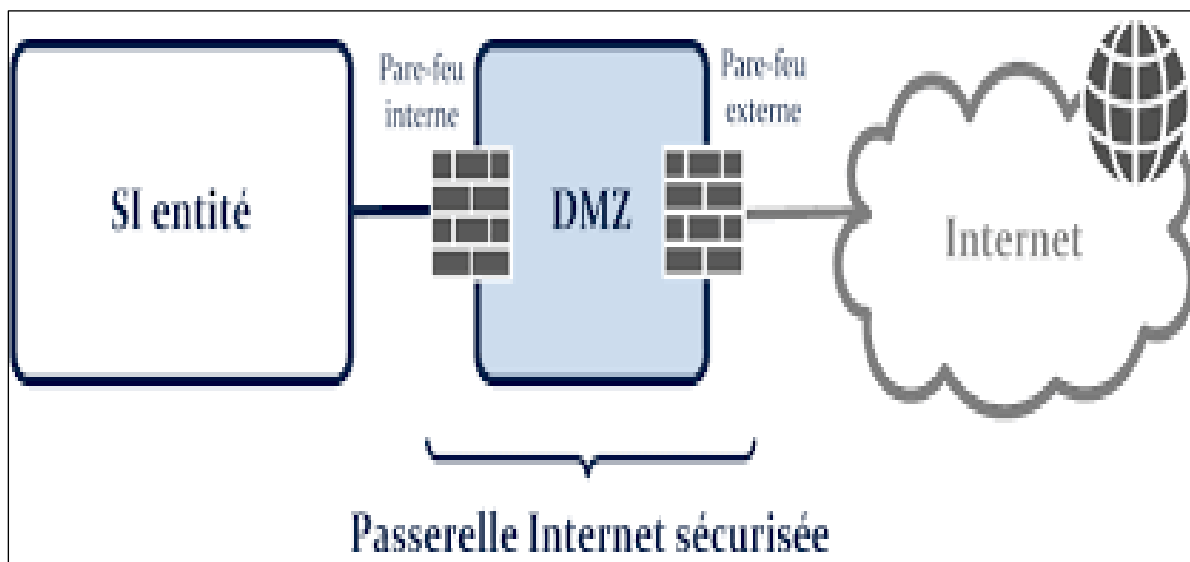 Pare-feu
interne
Pare-feu
externe
SI entité
DMZ
Internet
Passerelle Internet sécurisée